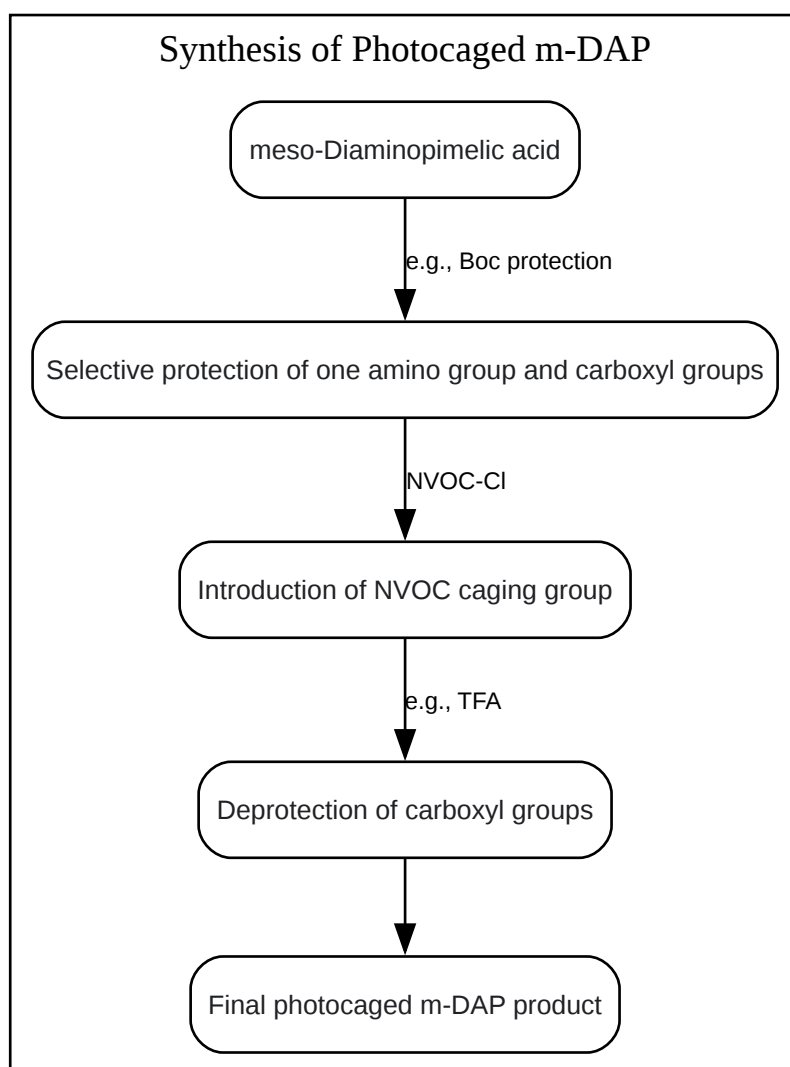 Synthesis of Photocaged m-DAP
meso-Diaminopimelic acid
e.g., Boc protection
Selective protection of one amino group and carboxyl groups
NVOC-Cl
Introduction of NVOC caging group
e.g., TFA
Deprotection of carboxyl groups
Final photocaged m-DAP product